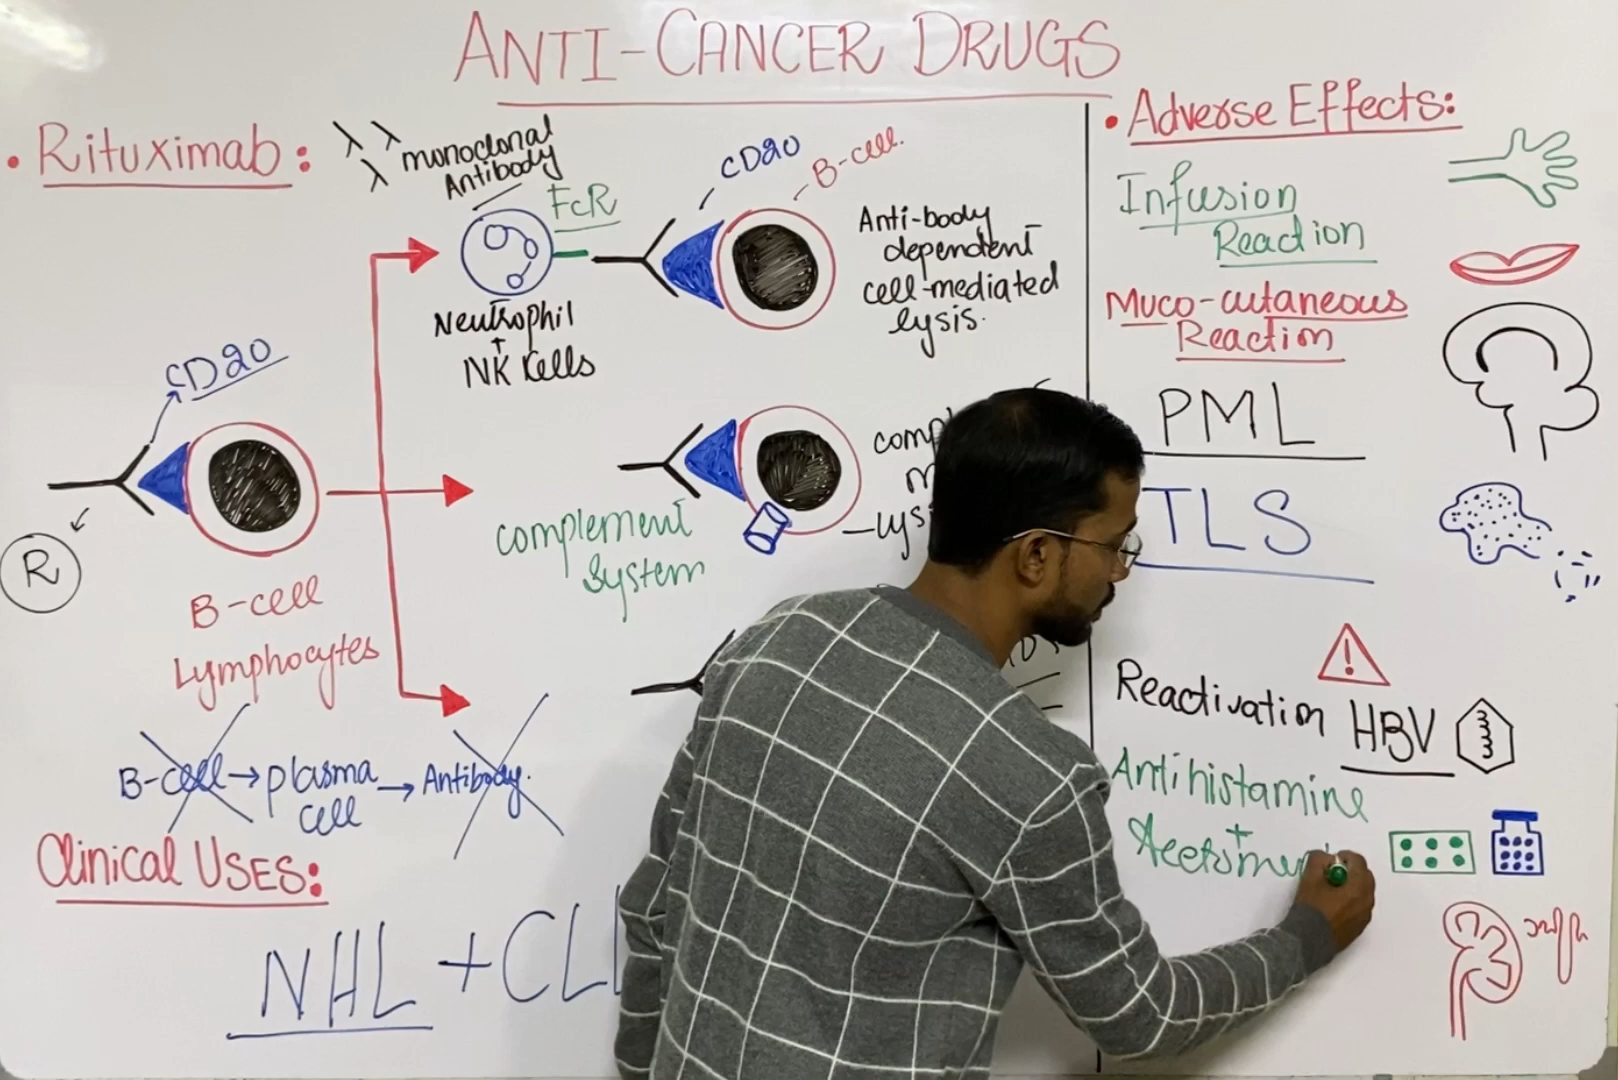 ANTI-CANCER DRUGS
• Rituximab:
monoclonal
Antibody
FcR
CD20
B-cell.
Anti-body
dependent
cell-mediated
lysis.
Neutrophil
+
NK Cells
CD20
R
B-cell
Lymphocytes
complement
System
B-cell → plasma → Antibody.
cell
Clinical USES:
NHL +
• Adverse Effects:
Infusion
Reaction
Muco-cutaneous
Reaction
PML
TLS
Reactivation HBV
Antihistamine
+